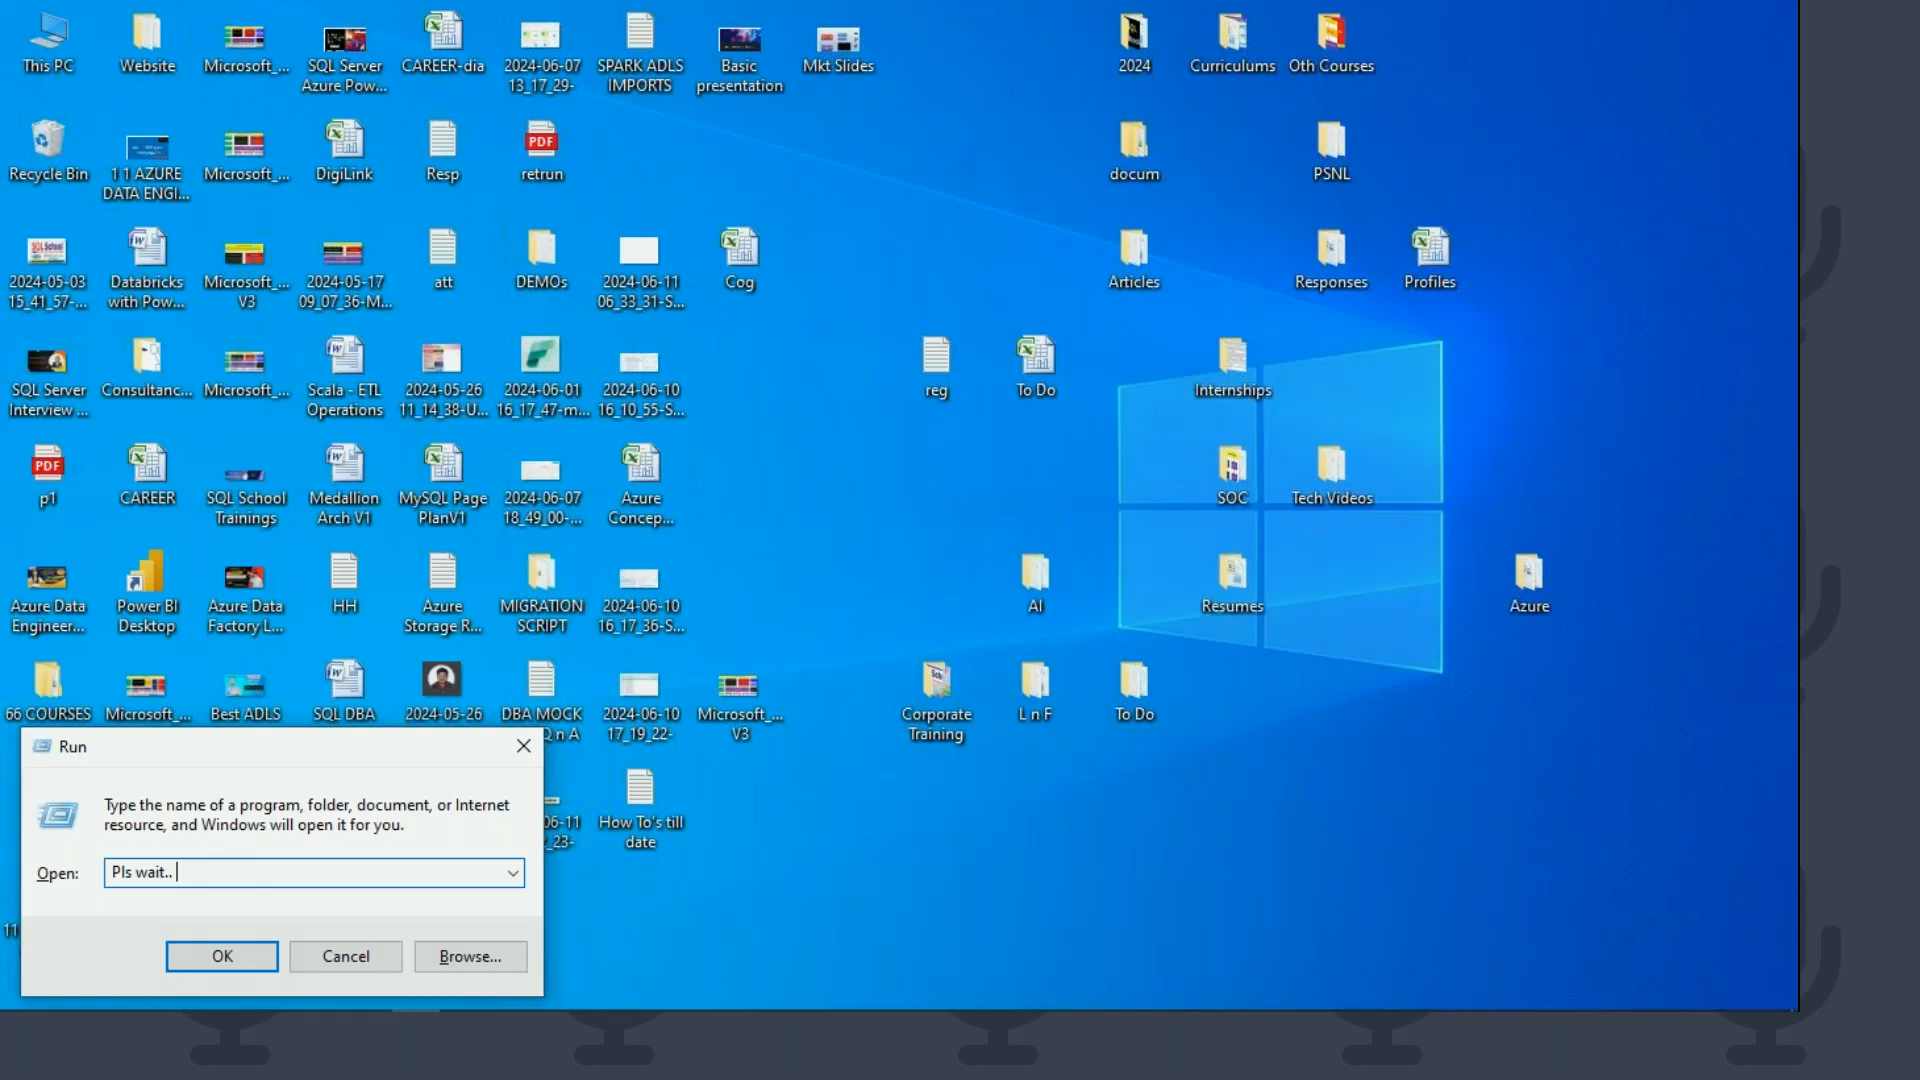 This PC
Website
Microsoft_...
SQL Server
Azure Pow...
CAREER-dia
2024-06-07
13_17_29-
SPARK ADLS
IMPORTS
Basic
presentation
Mkt Slides
2024
Curriculums
Oth Courses
Recycle Bin
1 1 AZURE
DATA ENGI...
Microsoft_...
DigiLink
Resp
PDF
retrun
docum
PSNL
SQL School
2024-05-03
15_41_57-...
Databricks
with Pow...
Microsoft_...
V3
2024-05-17
09_07_36-M...
att
DEMOs
2024-06-11
06_33_31-S...
Cog
Articles
Responses
Profiles
SQL Server
Interview ...
Consultanc...
Microsoft_...
Scala - ETL
Operations
2024-05-26
11_14_38-U...
2024-06-01
16_17_47-m...
2024-06-10
16_10_55-S...
reg
To Do
Internships
PDF
p1
CAREER
SQL School
Trainings
Medallion
Arch V1
MySQL Page
PlanV1
2024-06-07
18_49_00-...
Azure
Concep...
SOC
Tech Videos
Azure Data
Engineer...
Power BI
Desktop
Azure Data
Factory L...
HH
Azure
Storage R...
MIGRATION
SCRIPT
2024-06-10
16_17_36-S...
AI
Resumes
Azure
66 COURSES
Microsoft_...
Best ADLS
SQL DBA
2024-05-26
DBA MOCK
Q n A
2024-06-10
17_19_22-
Microsoft_...
V3
Corporate
Training
L n F
To Do
06-11
_23-
How To's till
date
11
Run
Type the name of a program, folder, document, or Internet
resource, and Windows will open it for you.
Open:
Pls wait..
OK
Cancel
Browse...